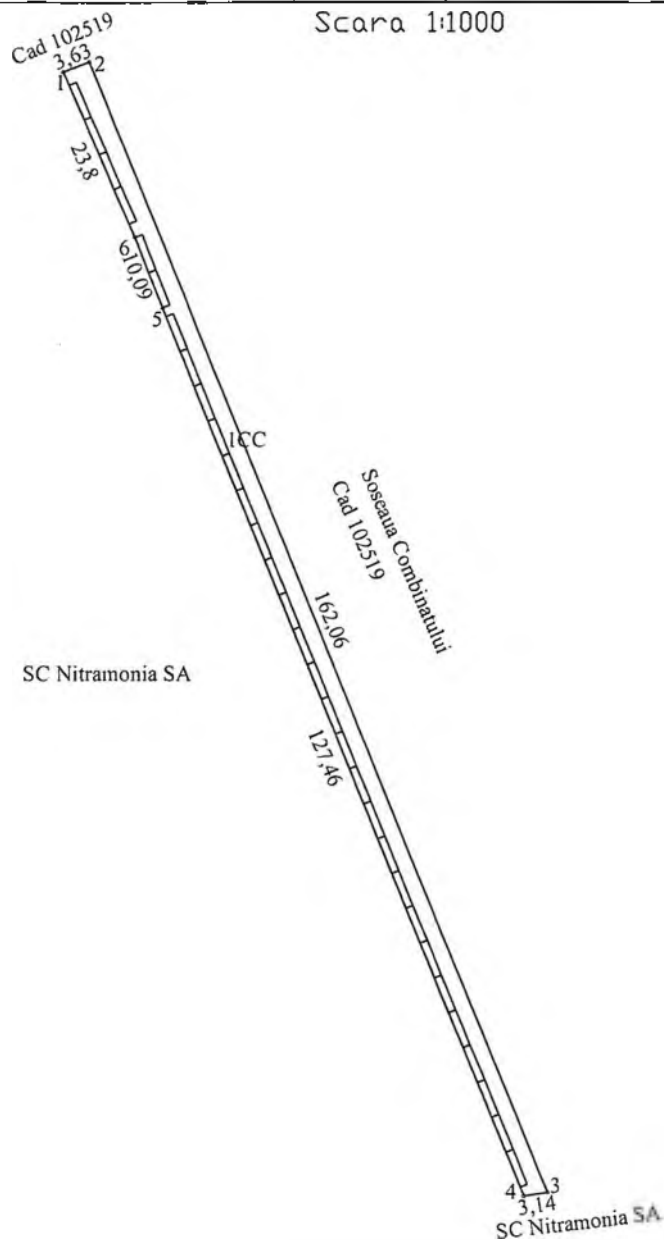 Scara 1:1000
Cad 102519
3,63
1
2
23,8
6
10,09
5
1CC
Soseaua Combinatului
Cad 102519
162,06
SC Nitramonia SA
127,46
4
3
3,14
SC Nitramonia SA